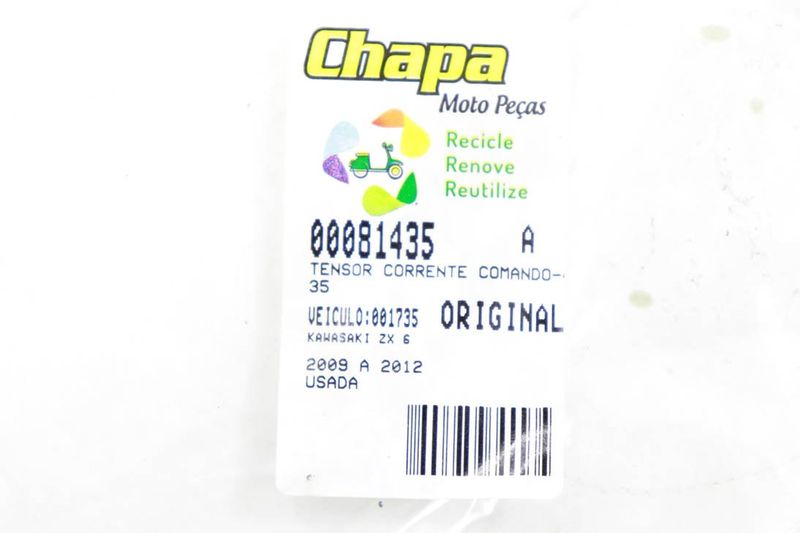 Chapa
Moto Peças
Recicle
Renove
Reutilize
00081435 A
TENSOR CORRENTE COMANDO-
35
VEICULO:001735 ORIGINAL
KAWASAKI ZX 6
2009 A 2012
USADA